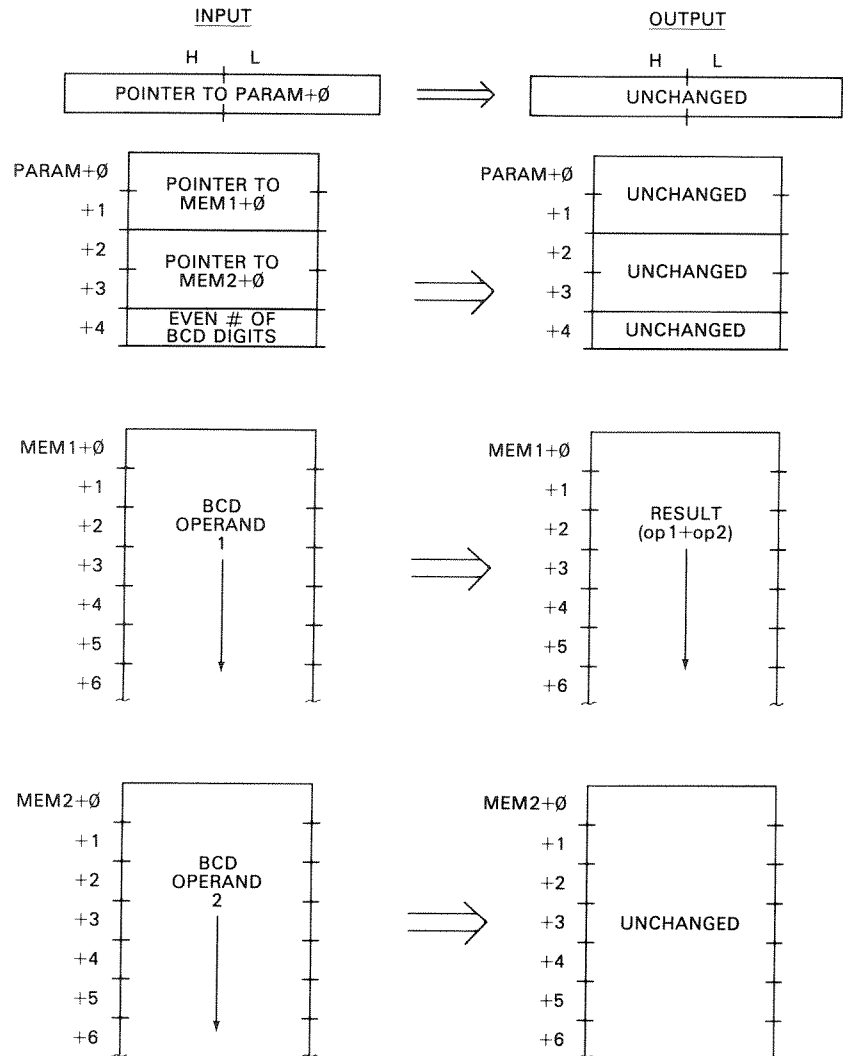 INPUT
OUTPUT
H L
H L
POINTER TO PARAM+Ø
UNCHANGED
PARAM+Ø
+1
+2
+3
+4
POINTER TO
MEM1+Ø
POINTER TO
MEM2+Ø
EVEN # OF
BCD DIGITS
PARAM+Ø
+1
+2
+3
+4
UNCHANGED
UNCHANGED
UNCHANGED
MEM1+Ø
+1
+2
+3
+4
+5
+6
BCD
OPERAND
1
MEM1+Ø
+1
+2
+3
+4
+5
+6
RESULT
(op1+op2)
MEM2+Ø
+1
+2
+3
+4
+5
+6
BCD
OPERAND
2
MEM2+Ø
+1
+2
+3
+4
+5
+6
UNCHANGED